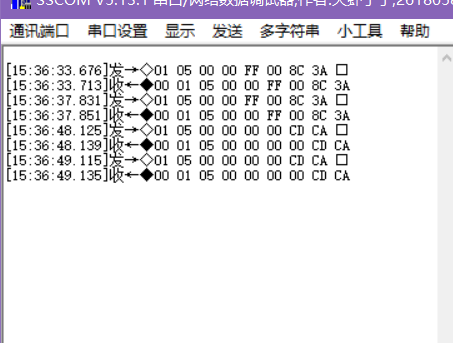 SSCOM V5.13.1 串口/网络数据调试器,作者:大虾丁丁,2018058
通讯端口 串口设置 显示 发送 多字符串 小工具 帮助
[15:36:33.676]发→◇01 05 00 00 FF 00 8C 3A □
[15:36:33.713]收←◆00 01 05 00 00 FF 00 8C 3A
[15:36:37.831]发→◇01 05 00 00 FF 00 8C 3A □
[15:36:37.851]收←◆00 01 05 00 00 FF 00 8C 3A
[15:36:48.125]发→◇01 05 00 00 00 00 CD CA □
[15:36:48.139]收←◆00 01 05 00 00 00 00 CD CA
[15:36:49.115]发→◇01 05 00 00 00 00 CD CA □
[15:36:49.135]收←◆00 01 05 00 00 00 00 CD CA